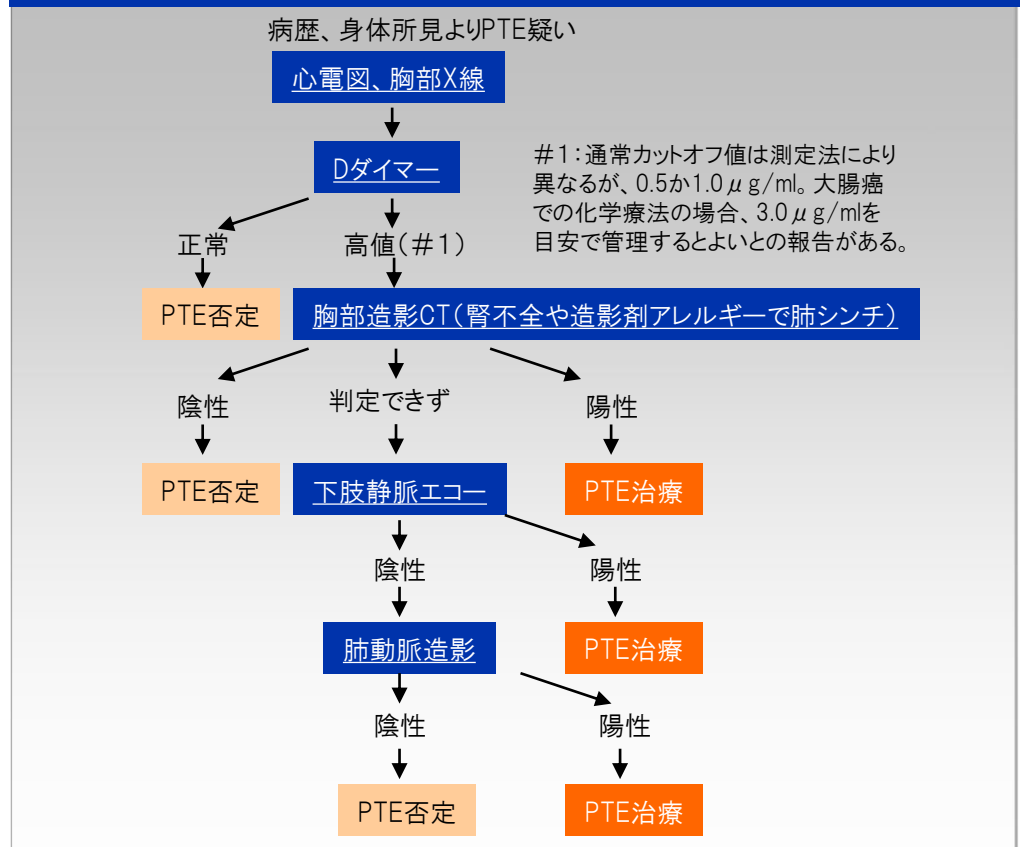 病歴、身体所見よりPTE疑い
心電図、胸部X線
Dダイマー
#1：通常カットオフ値は測定法により
異なるが、0.5か1.0μg/ml。大腸癌
での化学療法の場合、3.0μg/mlを
目安で管理するとよいとの報告がある。
正常
高値(#1)
PTE否定
胸部造影CT(腎不全や造影剤アレルギーで肺シンチ)
陰性
判定できず
陽性
PTE否定
下肢静脈エコー
PTE治療
陰性
陽性
肺動脈造影
PTE治療
陰性
陽性
PTE否定
PTE治療